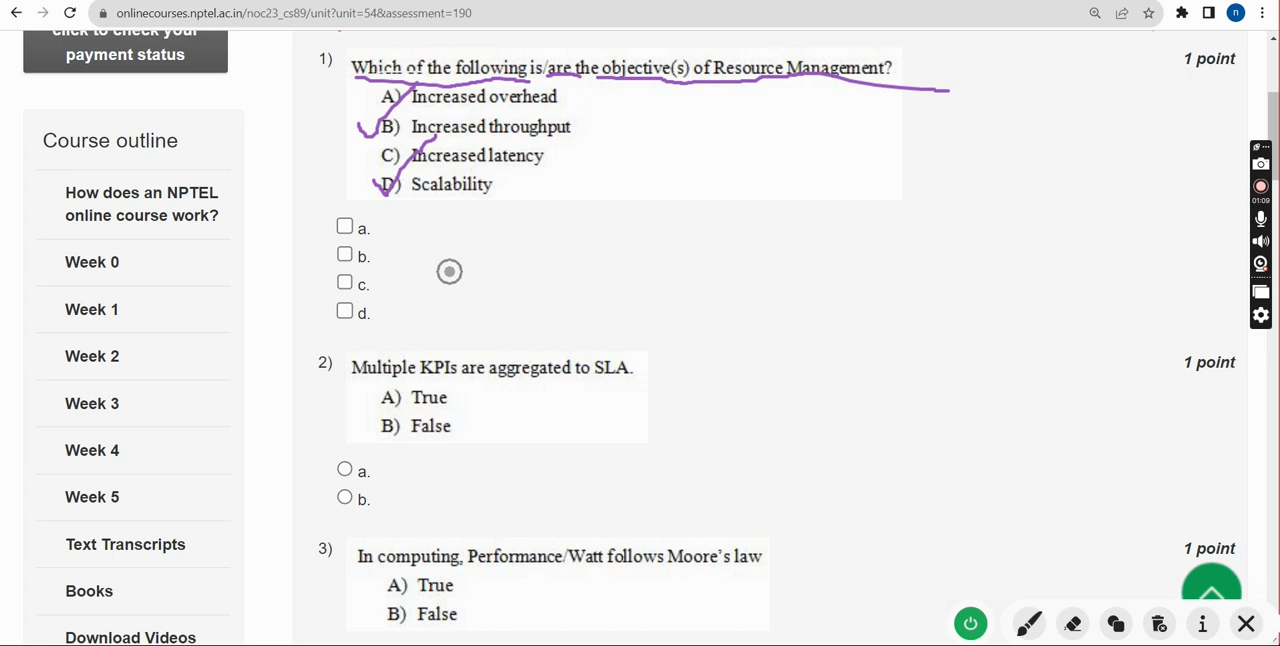 onlinecourses.nptel.ac.in/noc23_cs89/unit?unit=54&assessment=190
n
click to check your
payment status
Course outline
How does an NPTEL
online course work?
Week 0
Week 1
Week 2
Week 3
Week 4
Week 5
Text Transcripts
Books
Download Videos
1) Which of the following is/are the objective(s) of Resource Management? 1 point
A) Increased overhead
B) Increased throughput
C) Increased latency
D) Scalability
a.
b.
c.
d.
2) Multiple KPIs are aggregated to SLA. 1 point
A) True
B) False
a.
b.
3) In computing, Performance/Watt follows Moore's law 1 point
A) True
B) False
01:09